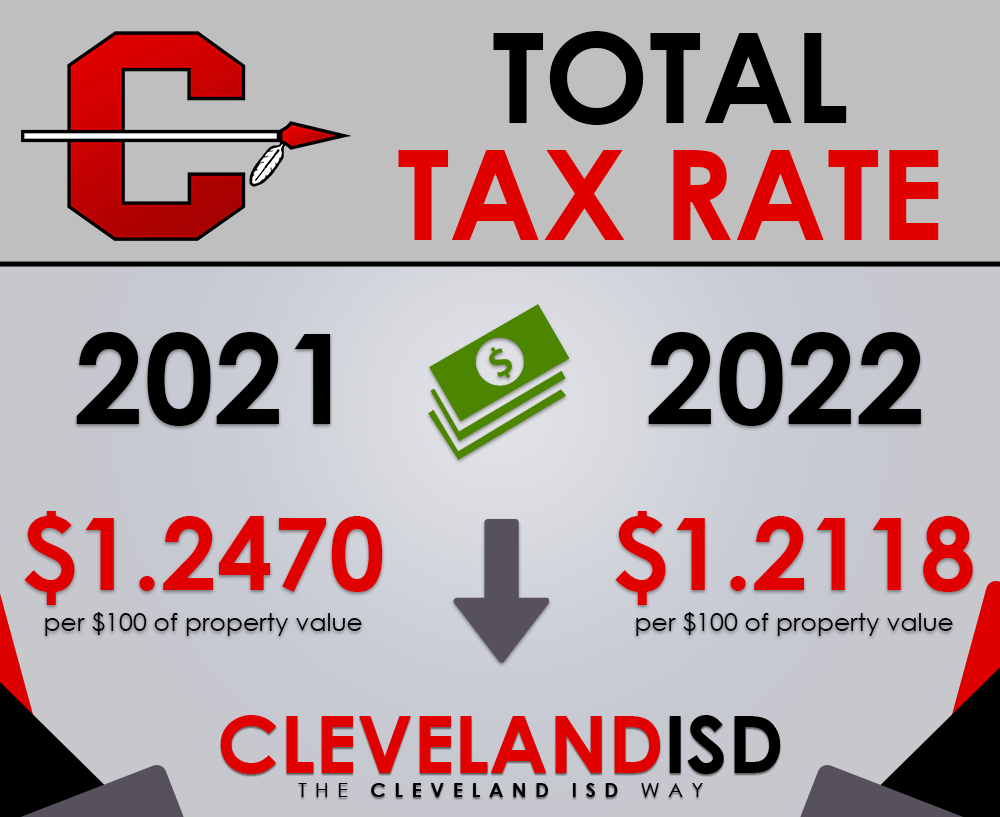 C
TOTAL
TAX RATE
2021
$
2022
$1.2470
$1.2118
per $100 of property value
per $100 of property value
CLEVELANDISD
THE CLEVELAND ISD WAY